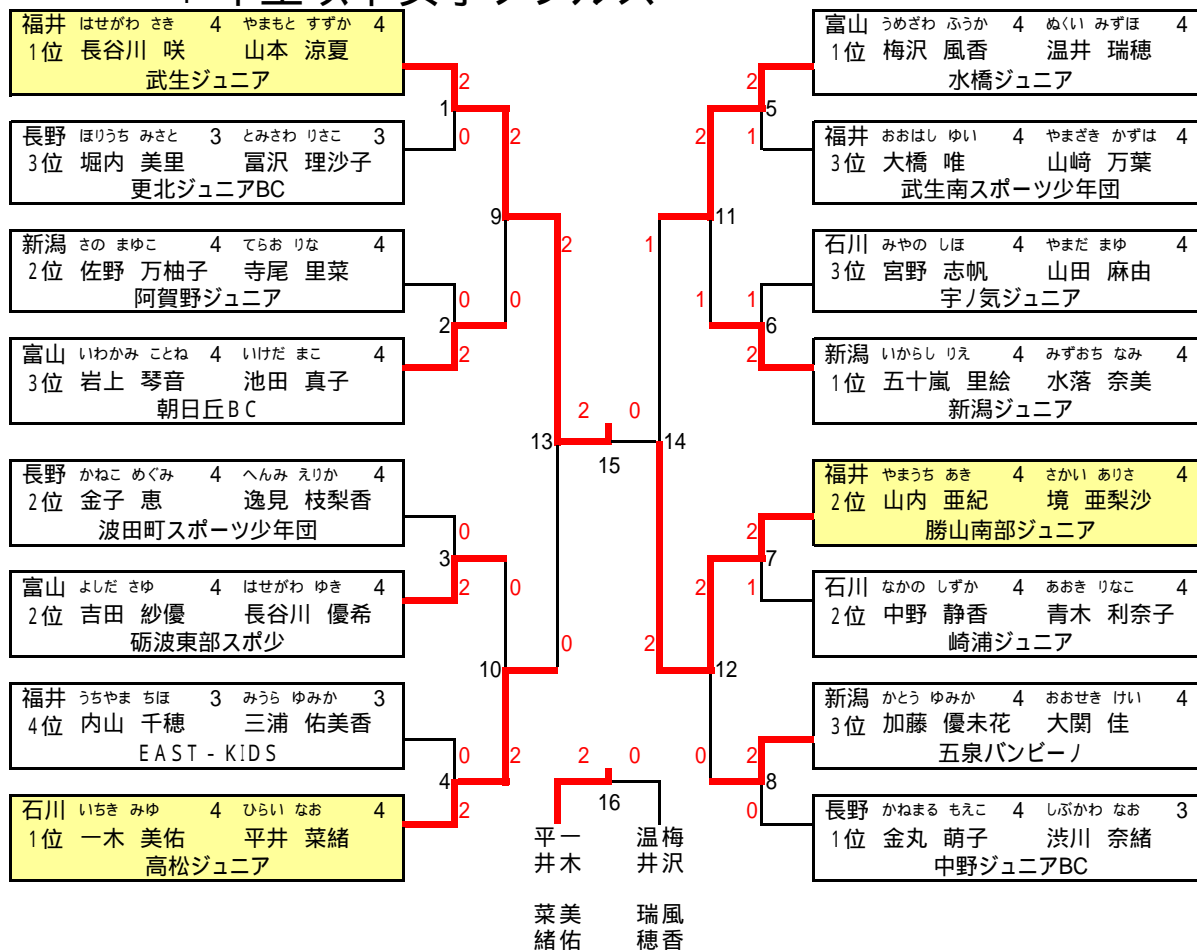 福井 はせがわ さき 4 やまもと すずか 4
1位 長谷川 咲 山本 涼夏
武生ジュニア
長野 ほりうち みさと 3 とみさわ りさこ 3
3位 堀内 美里 冨沢 理沙子
更北ジュニアBC
新潟 さの まゆこ 4 てらお りな 4
2位 佐野 万柚子 寺尾 里菜
阿賀野ジュニア
富山 いわかみ ことね 4 いけだ まこ 4
3位 岩上 琴音 池田 真子
朝日丘BC
長野 かねこ めぐみ 4 へんみ えりか 4
2位 金子 恵 逸見 枝梨香
波田町スポーツ少年団
富山 よしだ さゆ 4 はせがわ ゆき 4
2位 吉田 紗優 長谷川 優希
砺波東部スポ少
福井 うちやま ちほ 3 みうら ゆみか 3
4位 内山 千穂 三浦 佑美香
EAST-KIDS
石川 いちき みゆ 4 ひらい なお 4
1位 一木 美佑 平井 菜緒
高松ジュニア
2
1
0
2
9
0
2
2
0
2
13
0
3
2
0
10
0
0
4
2
2
2 0
15
2 0
16
平井 菜緒
一木 美佑
温井 瑞穂
梅沢 風香
1
14
2
2
5
1
11
1
1
6
2
2
7
1
2
12
0
2
8
0
富山 うめざわ ふうか 4 ぬくい みずほ 4
1位 梅沢 風香 温井 瑞穂
水橋ジュニア
福井 おおはし ゆい 4 やまざき かずは 4
3位 大橋 唯 山﨑 万葉
武生南スポーツ少年団
石川 みやの しほ 4 やまだ まゆ 4
3位 宮野 志帆 山田 麻由
宇ノ気ジュニア
新潟 いからし りえ 4 みずおち なみ 4
1位 五十嵐 里絵 水落 奈美
新潟ジュニア
福井 やまうち あき 4 さかい ありさ 4
2位 山内 亜紀 境 亜梨沙
勝山南部ジュニア
石川 なかの しずか 4 あおき りなこ 4
2位 中野 静香 青木 利奈子
崎浦ジュニア
新潟 かとう ゆみか 4 おおせき けい 4
3位 加藤 優未花 大関 佳
五泉バンビーノ
長野 かねまる もえこ 4 しぶかわ なお 3
1位 金丸 萌子 渋川 奈緒
中野ジュニアBC